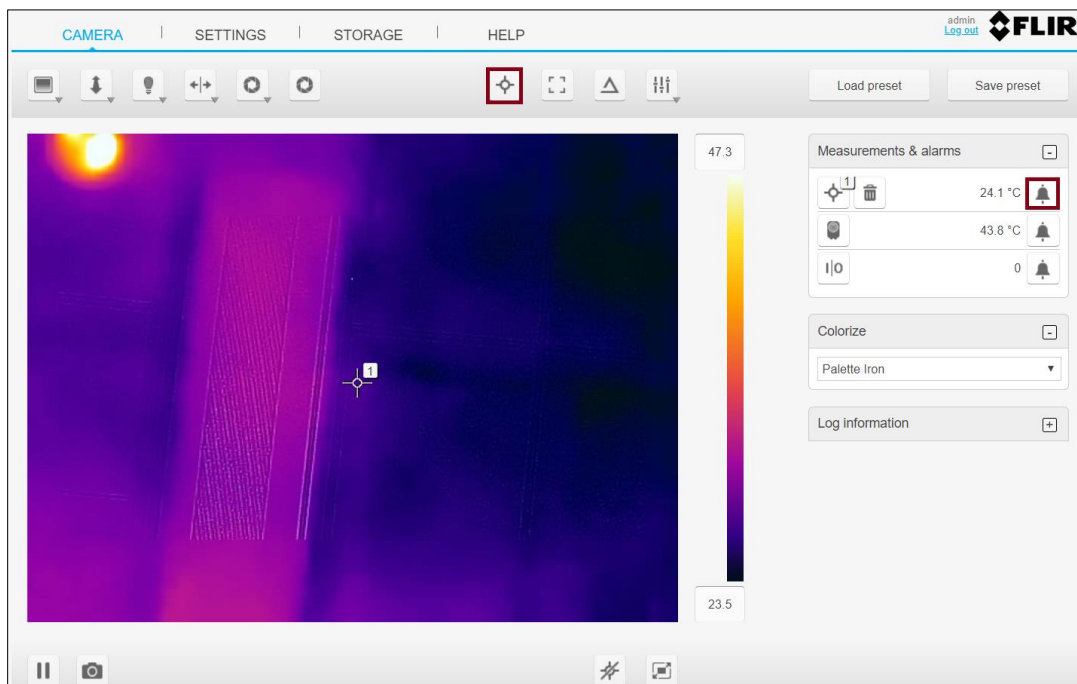 CAMERA SETTINGS STORAGE HELP
admin
Log out
FLIR
Load preset Save preset
47.3
23.5
1
Measurements & alarms
1 24.1 °C
43.8 °C
I|O 0
Colorize
Palette Iron
Log information